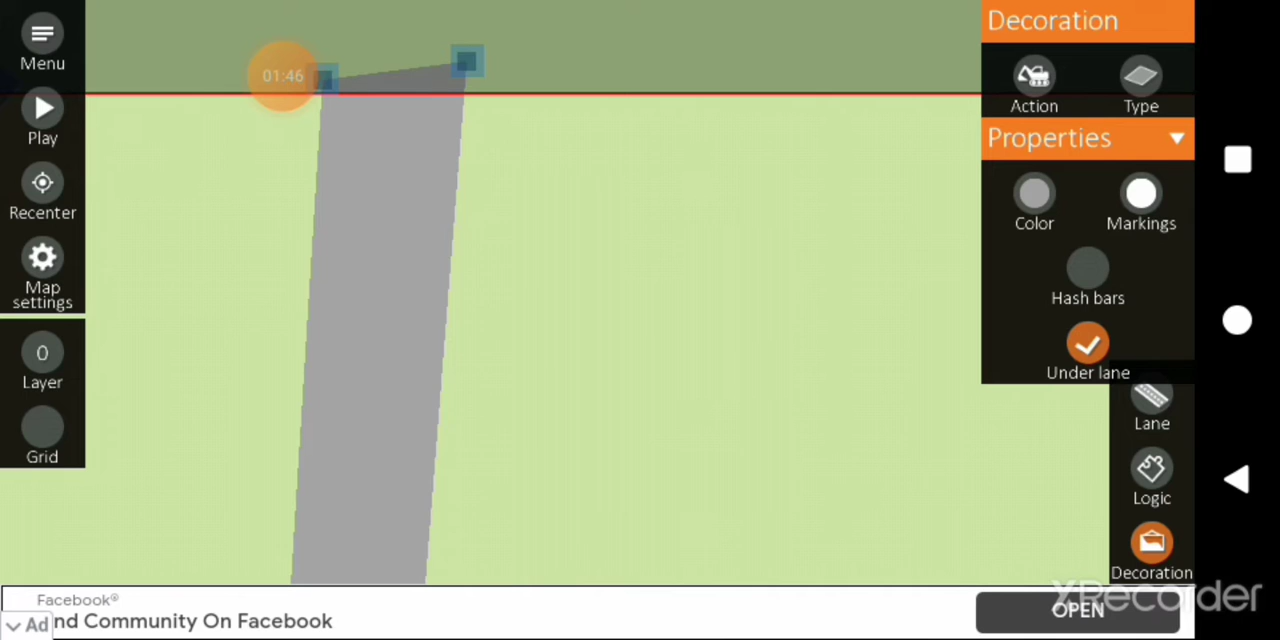 Menu
Play
Recenter
Map
settings
0
Layer
Grid
01:46
Decoration
Action
Type
Properties
Color
Markings
Hash bars
Under lane
Lane
Logic
Decoration
Facebook®
nd Community On Facebook
Ad
OPEN
XRecorder